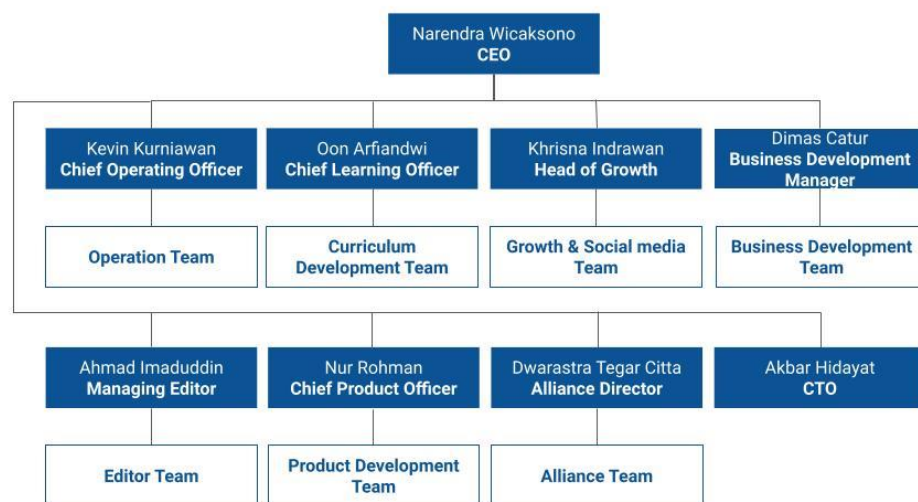 Narendra Wicaksono
CEO
Kevin Kurniawan
Chief Operating Officer
Oon Arfiandwi
Chief Learning Officer
Khrisna Indrawan
Head of Growth
Dimas Catur
Business Development
Manager
Operation Team
Curriculum
Development Team
Growth & Social media
Team
Business Development
Team
Ahmad Imaduddin
Managing Editor
Nur Rohman
Chief Product Officer
Dwarastra Tegar Citta
Alliance Director
Akbar Hidayat
CTO
Editor Team
Product Development
Team
Alliance Team